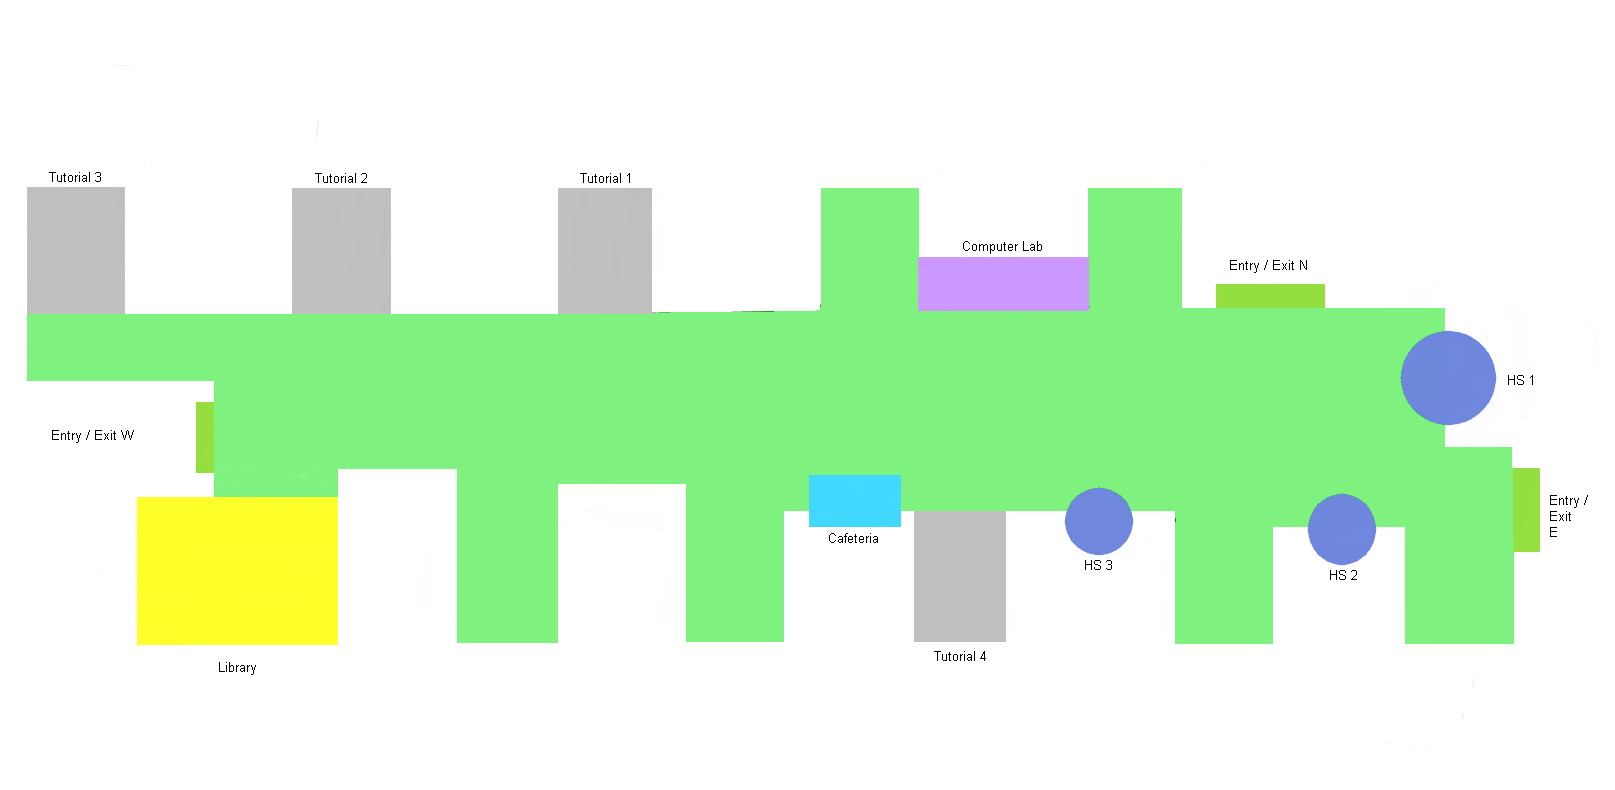 Tutorial 3
Tutorial 2
Tutorial 1
Computer Lab
Entry / Exit N
HS 1
Entry / Exit W
Entry /
Exit
E
Cafeteria
HS 3
HS 2
Tutorial 4
Library